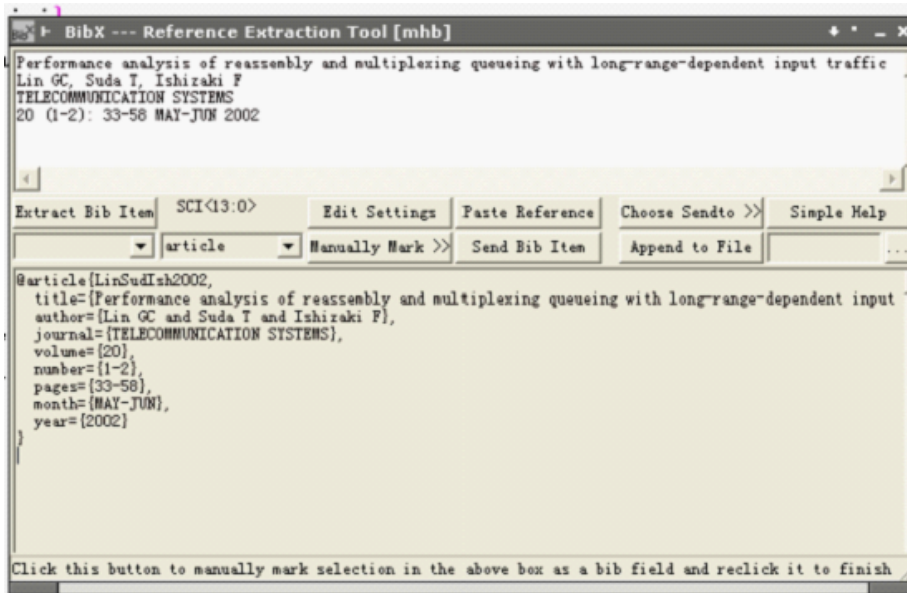 BibX --- Reference Extraction Tool [mhb]
Performance analysis of reassembly and multiplexing queueing with long-range-dependent input traffic
Lin GC, Suda T, Ishizaki F
TELECOMMUNICATION SYSTEMS
20 (1-2): 33-58 MAY-JUN 2002
Extract Bib Item SCI<13:0> Edit Settings Paste Reference Choose Sendto >> Simple Help
article Manually Mark >> Send Bib Item Append to File ...
@article{LinSudIsh2002,
title={Performance analysis of reassembly and multiplexing queueing with long-range-dependent input
author={Lin GC and Suda T and Ishizaki F},
journal={TELECOMMUNICATION SYSTEMS},
volume={20},
number={1-2},
pages={33-58},
month={MAY-JUN},
year={2002}
}
Click this button to manually mark selection in the above box as a bib field and reclick it to finish